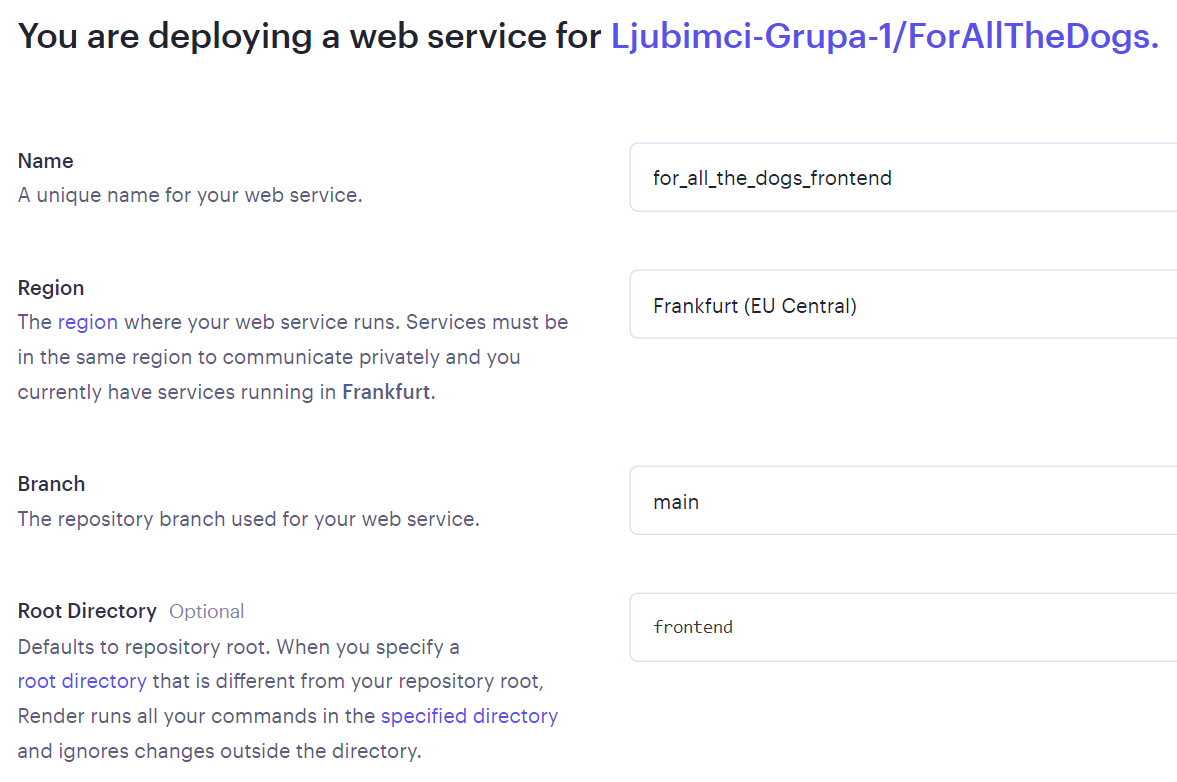 You are deploying a web service for Ljubimci-Grupa-1/ForAllTheDogs.
Name
A unique name for your web service.
for_all_the_dogs_frontend
Region
The region where your web service runs. Services must be
in the same region to communicate privately and you
currently have services running in Frankfurt.
Frankfurt (EU Central)
Branch
The repository branch used for your web service.
main
Root Directory Optional
Defaults to repository root. When you specify a
root directory that is different from your repository root,
Render runs all your commands in the specified directory
and ignores changes outside the directory.
frontend